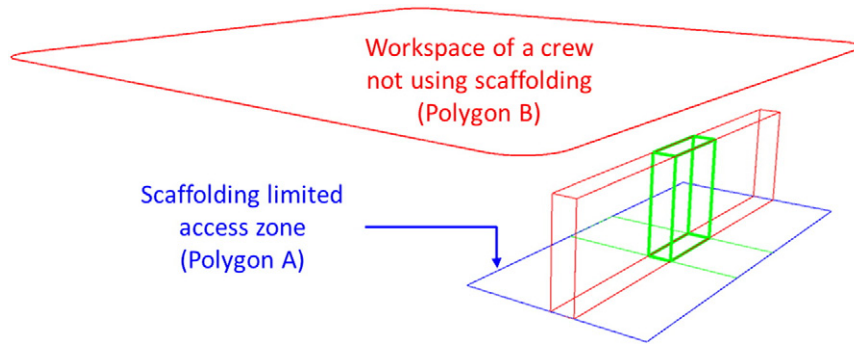 Workspace of a crew
not using scaffolding
(Polygon B)
Scaffolding limited
access zone
(Polygon A)